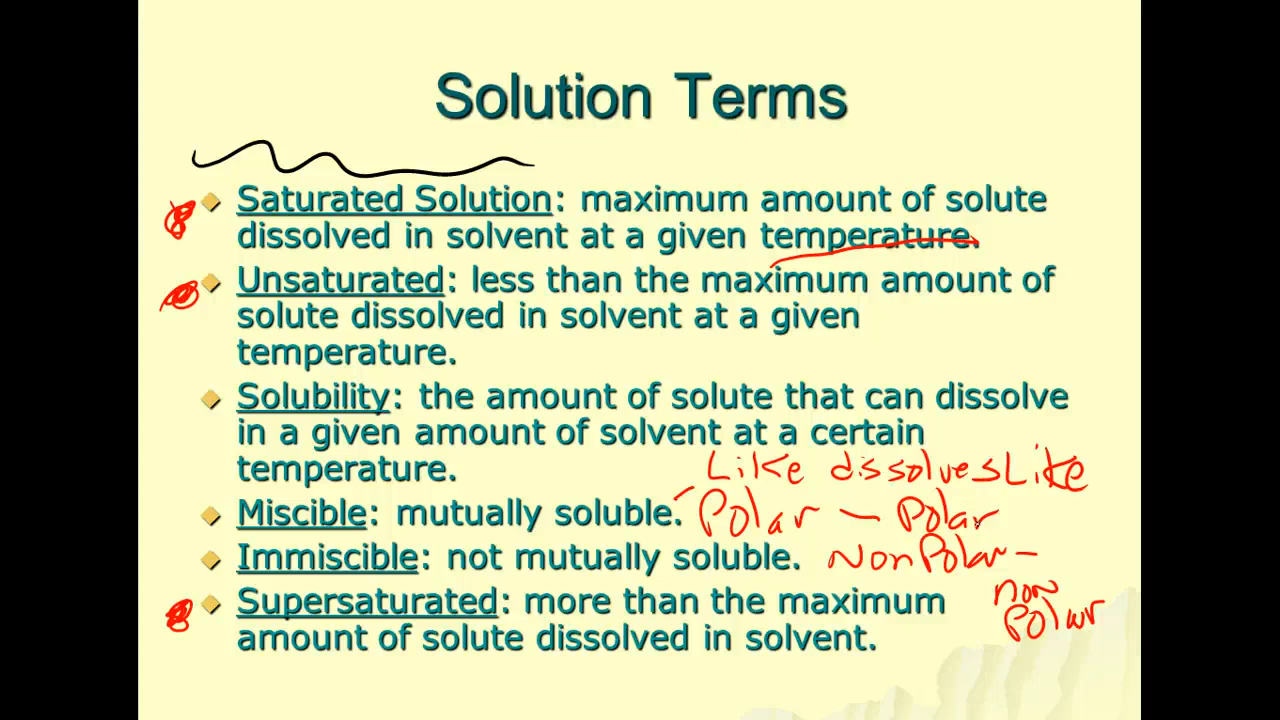 Solution Terms
Saturated Solution: maximum amount of solute
dissolved in solvent at a given temperature.
Unsaturated: less than the maximum amount of
solute dissolved in solvent at a given
temperature.
Solubility: the amount of solute that can dissolve
in a given amount of solvent at a certain
temperature.
Like dissolves Like
Miscible: mutually soluble. Polar - Polar
Immiscible: not mutually soluble. NonPolar -
non
Polar
Supersaturated: more than the maximum
amount of solute dissolved in solvent.